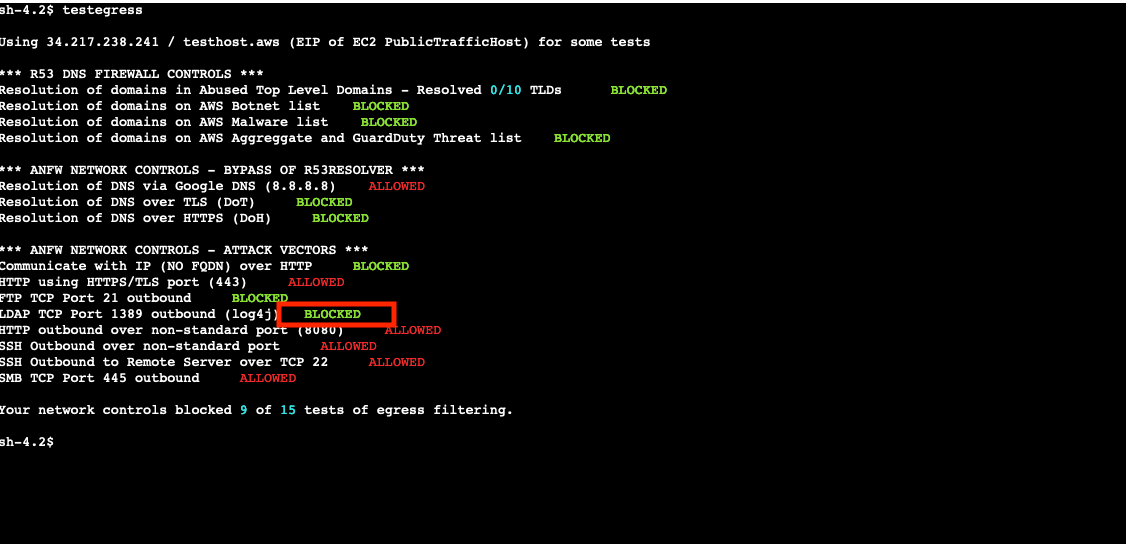 sh-4.2$ testegress
Using 34.217.238.241 / testhost.aws (EIP of EC2 PublicTrafficHost) for some tests
*** R53 DNS FIREWALL CONTROLS ***
Resolution of domains in Abused Top Level Domains – Resolved 0/10 TLDs BLOCKED
Resolution of domains on AWS Botnet list BLOCKED
Resolution of domains on AWS Malware list BLOCKED
Resolution of domains on AWS Aggreggate and GuardDuty Threat list BLOCKED
*** ANFW NETWORK CONTROLS – BYPASS OF R53RESOLVER ***
Resolution of DNS via Google DNS (8.8.8.8) ALLOWED
Resolution of DNS over TLS (DoT) BLOCKED
Resolution of DNS over HTTPS (DoH) BLOCKED
*** ANFW NETWORK CONTROLS – ATTACK VECTORS ***
Communicate with IP (NO FQDN) over HTTP BLOCKED
HTTP using HTTPS/TLS port (443) ALLOWED
FTP TCP Port 21 outbound BLOCKED
LDAP TCP Port 1389 outbound (log4j) BLOCKED
HTTP outbound over non-standard port (8080) ALLOWED
SSH Outbound over non-standard port ALLOWED
SSH Outbound to Remote Server over TCP 22 ALLOWED
SMB TCP Port 445 outbound ALLOWED
Your network controls blocked 9 of 15 tests of egress filtering.
sh-4.2$